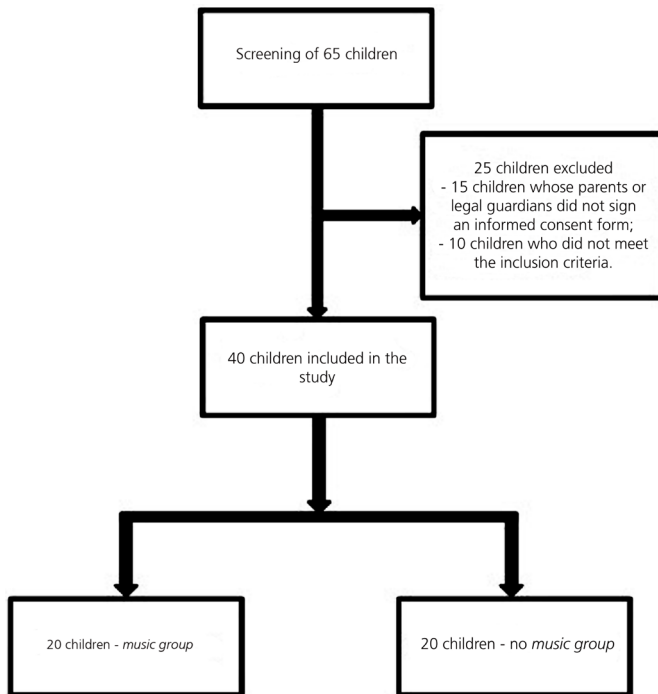 Screening of 65 children
25 children excluded
- 15 children whose parents or
legal guardians did not sign
an informed consent form;
- 10 children who did not meet
the inclusion criteria.
40 children included in the
study
20 children - music group
20 children - no music group